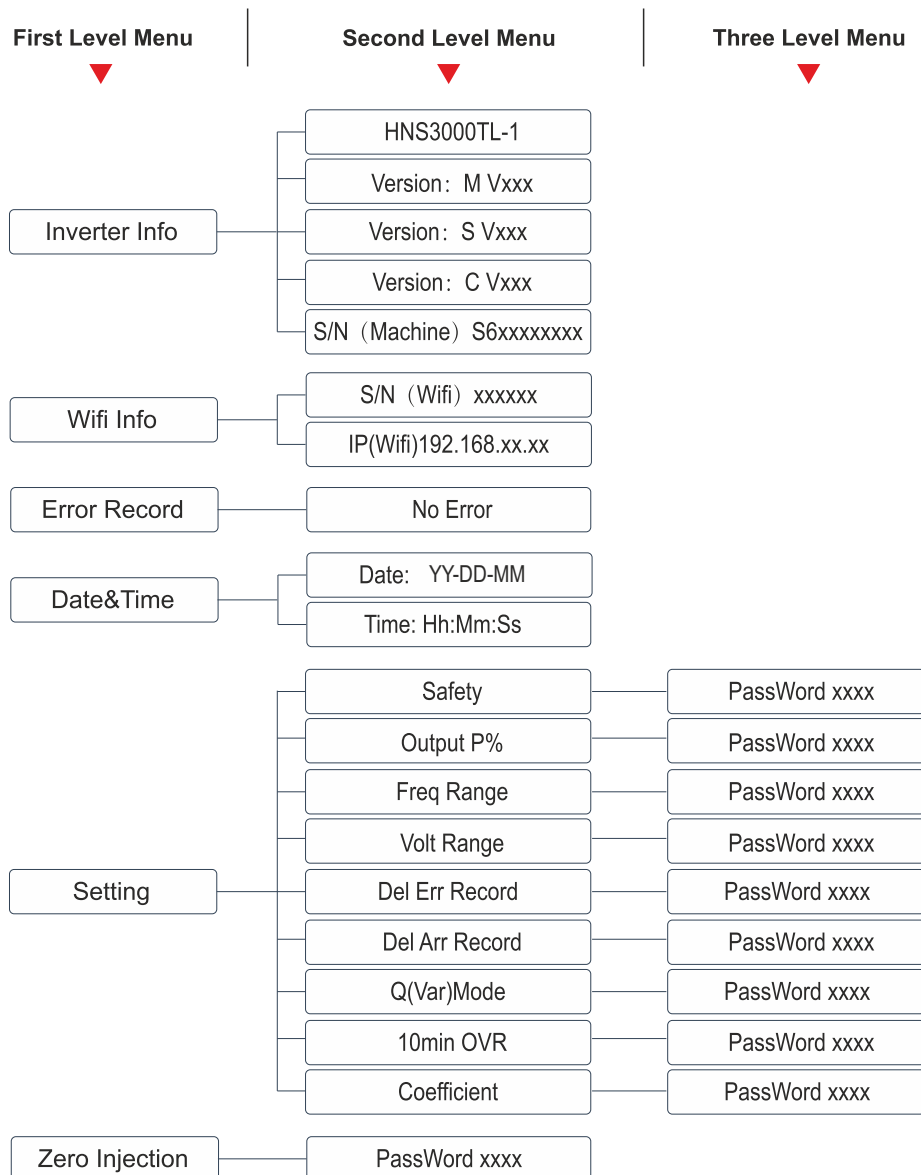 First Level Menu
Second Level Menu
Three Level Menu
Inverter Info
HNS3000TL-1
Version: M Vxxx
Version: S Vxxx
Version: C Vxxx
S/N（Machine）S6xxxxxxxx
Wifi Info
S/N（Wifi）xxxxxx
IP(Wifi)192.168.xx.xx
Error Record
No Error
Date&Time
Date: YY-DD-MM
Time: Hh:Mm:Ss
Setting
Safety
PassWord xxxx
Output P%
PassWord xxxx
Freq Range
PassWord xxxx
Volt Range
PassWord xxxx
Del Err Record
PassWord xxxx
Del Arr Record
PassWord xxxx
Q(Var)Mode
PassWord xxxx
10min OVR
PassWord xxxx
Coefficient
PassWord xxxx
Zero Injection
PassWord xxxx